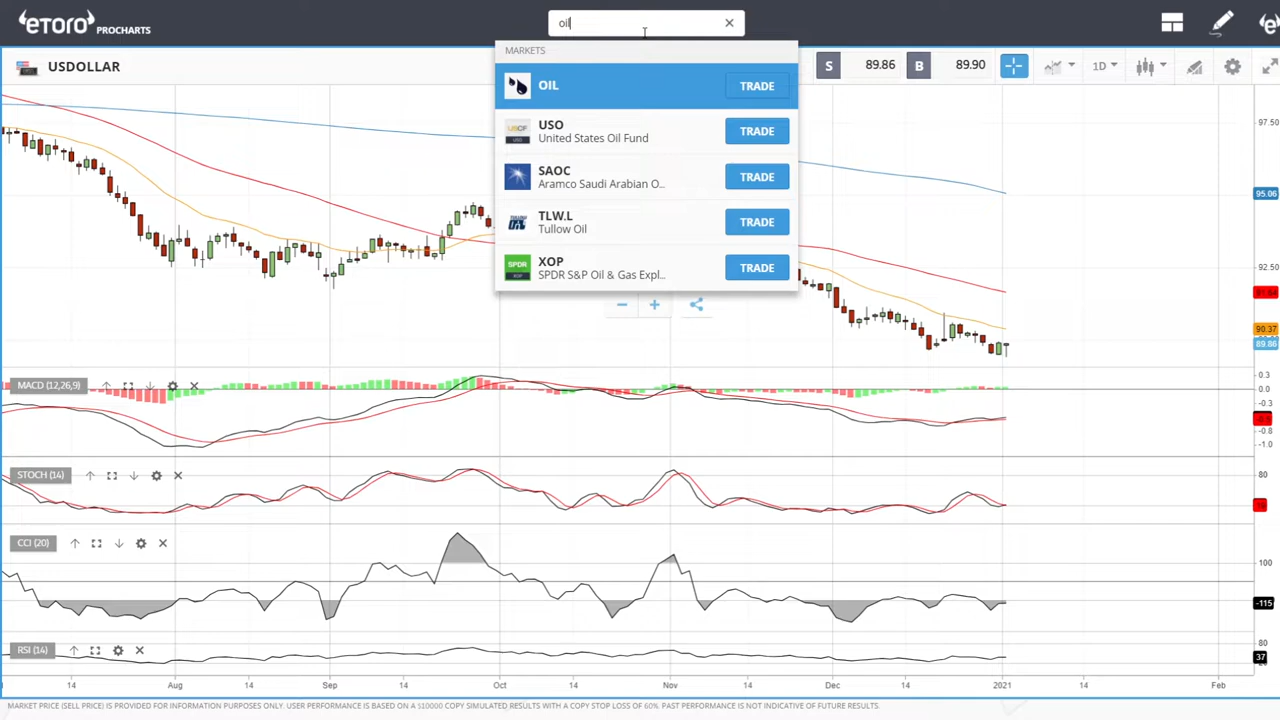 etoro PROCHARTS
oil
MARKETS
OIL
TRADE
USO
United States Oil Fund
TRADE
SAOC
Aramco Saudi Arabian O...
TRADE
TLW.L
Tullow Oil
TRADE
XOP
SPDR S&P Oil & Gas Expl...
TRADE
USDOLLAR
S 89.86 B 89.90 1D
97.50
95.06
92.50
90.37
89.86
MACD (12,26,9)
0.3
0.0
-0.3
-0.8
-1.0
STOCH (14)
80
CCI (20)
100
-115
RSI (14)
80
37
14 Aug 14 Sep 14 Oct 14 Nov 14 Dec 14 2021 14 Feb
MARKET PRICE (SELL PRICE) IS PROVIDED FOR INFORMATION PURPOSES ONLY. USER PERFORMANCE IS BASED ON A $10000 COPY SIMULATED RESULTS WITH A COPY STOP LOSS OF 60%. PAST PERFORMANCE IS NOT INDICATIVE OF FUTURE RESULTS.